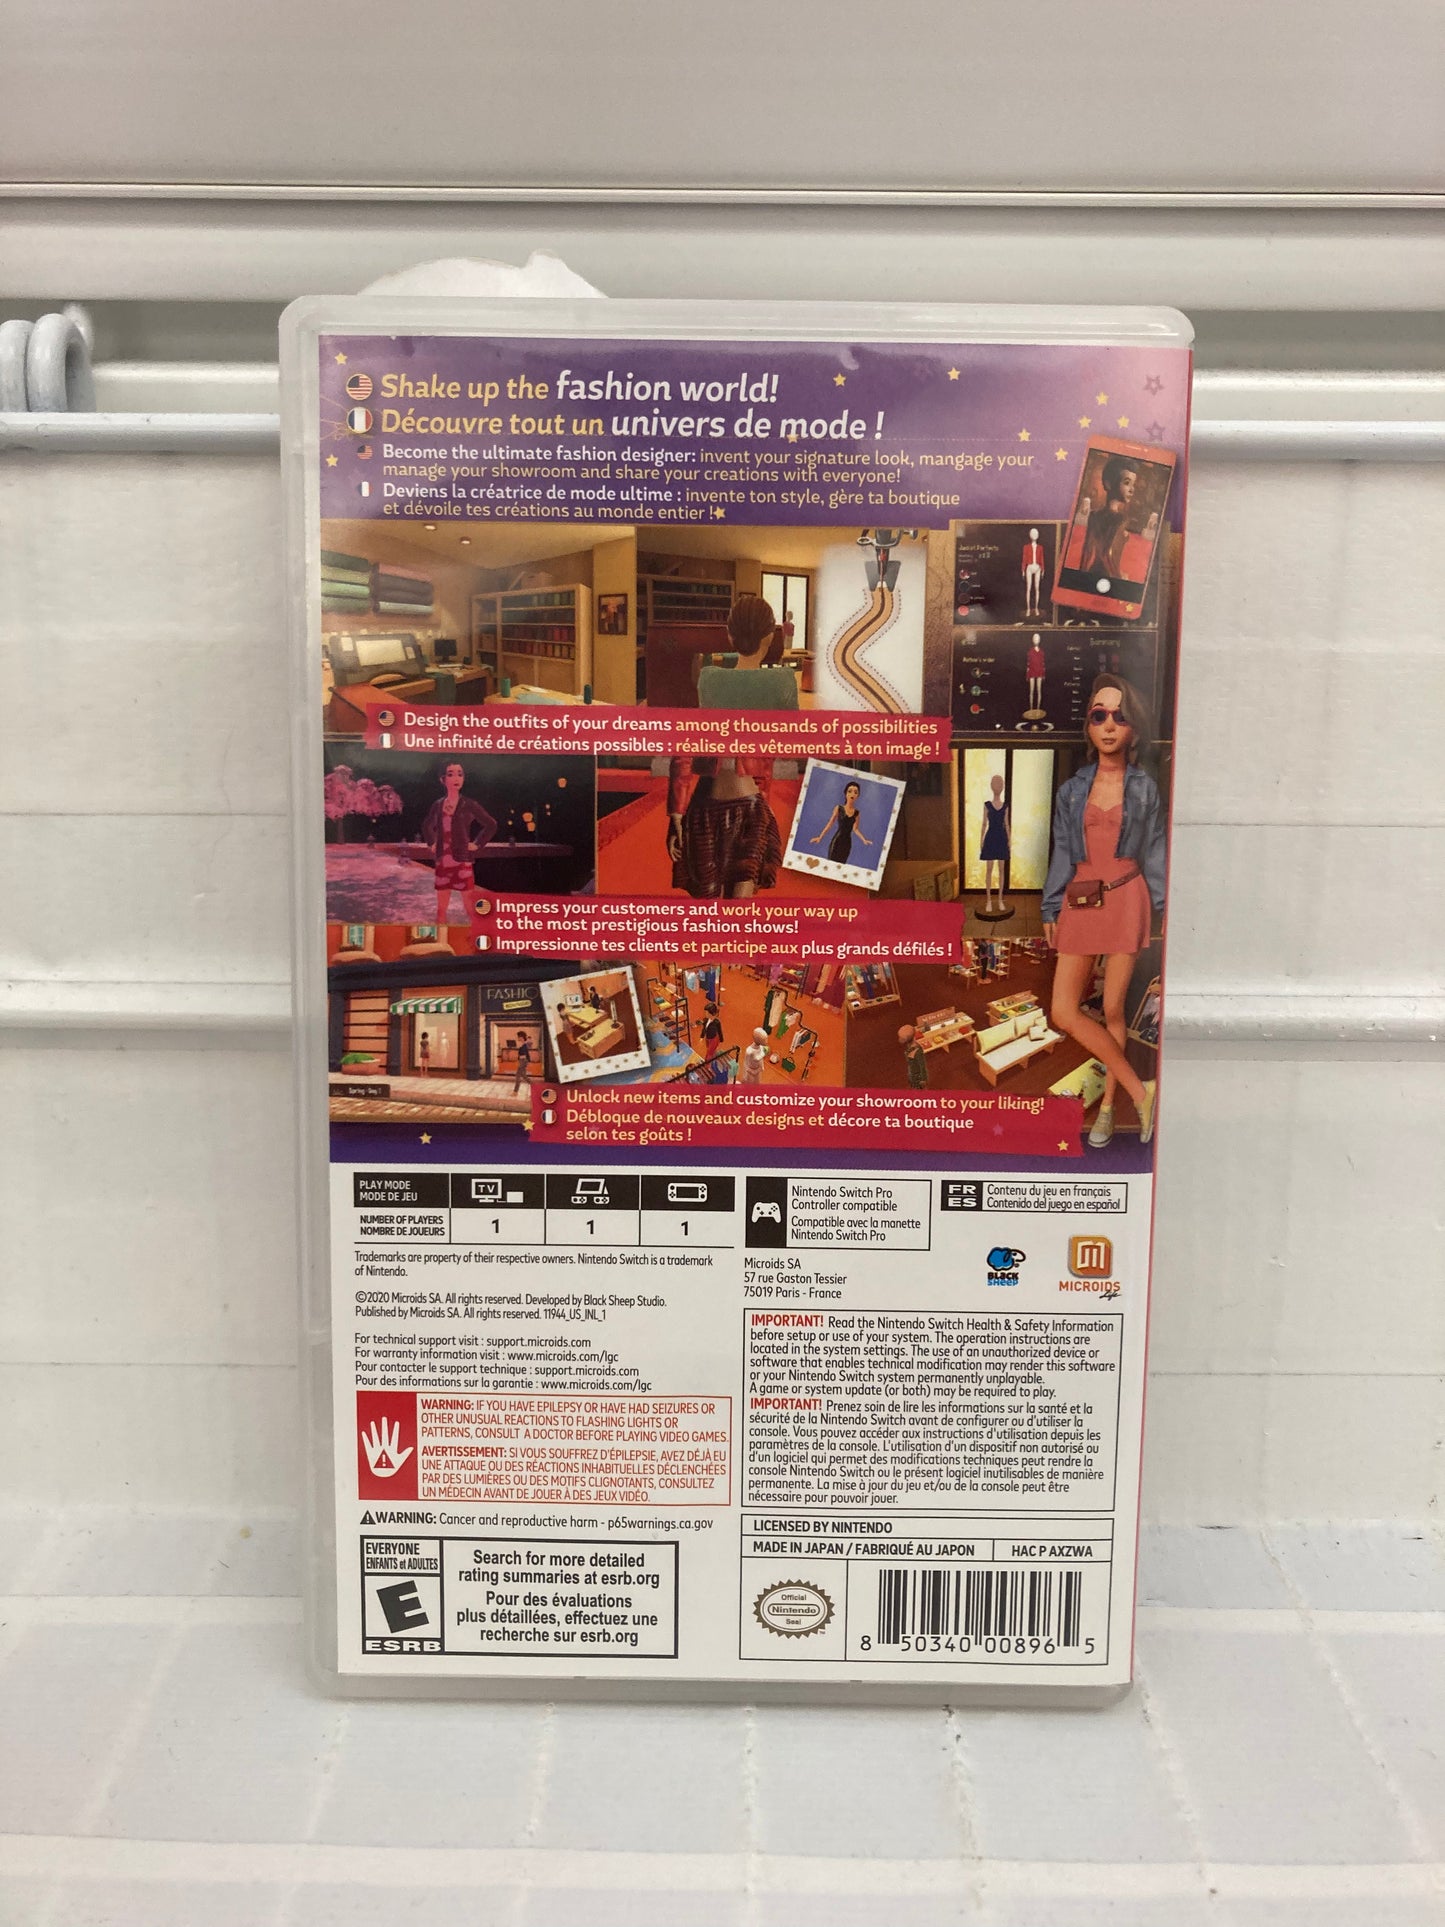 Shake up the fashion world!
Découvre tout un univers de mode !
Become the ultimate fashion designer: invent your signature look, mangage your
manage your showroom and share your creations with everyone!
Deviens la créatrice de mode ultime : invente ton style, gère ta boutique
et dévoile tes créations au monde entier !
Design the outfits of your dreams among thousands of possibilities
Une infinité de créations possibles : réalise des vêtements à ton image !
Impress your customers and work your way up
to the most prestigious fashion shows!
Impressionne tes clients et participe aux plus grands défilés !
FASHIO
Spring - Day 1
Unlock new items and customize your showroom to your liking!
Débloque de nouveaux designs et décore ta boutique
selon tes goûts !
PLAY MODE
MODE DE JEU
TV
NUMBER OF PLAYERS
NOMBRE DE JOUEURS
1 1 1
Nintendo Switch Pro
Controller compatible
Compatible avec la manette
Nintendo Switch Pro
FR
ES
Contenu du jeu en français
Contenido del juego en español
Trademarks are property of their respective owners. Nintendo Switch is a trademark
of Nintendo.
©2020 Microids SA. All rights reserved. Developed by Black Sheep Studio.
Published by Microids SA. All rights reserved. 11944_US_INL_1
For technical support visit : support.microids.com
For warranty information visit : www.microids.com/lgc
Pour contacter le support technique : support.microids.com
Pour des informations sur la garantie : www.microids.com/lgc
Microids SA
57 rue Gaston Tessier
75019 Paris - France
BLACK
SHEEP
MICROIDS
Life
WARNING: IF YOU HAVE EPILEPSY OR HAVE HAD SEIZURES OR
OTHER UNUSUAL REACTIONS TO FLASHING LIGHTS OR
PATTERNS, CONSULT A DOCTOR BEFORE PLAYING VIDEO GAMES.
AVERTISSEMENT: SI VOUS SOUFFREZ D'ÉPILEPSIE, AVEZ DÉJÀ EU
UNE ATTAQUE OU DES RÉACTIONS INHABITUELLES DÉCLENCHÉES
PAR DES LUMIÈRES OU DES MOTIFS CLIGNOTANTS, CONSULTEZ
UN MÉDECIN AVANT DE JOUER À DES JEUX VIDÉO.
WARNING: Cancer and reproductive harm - p65warnings.ca.gov
EVERYONE
ENFANTS et ADULTES
E
ESRB
Search for more detailed
rating summaries at esrb.org
Pour des évaluations
plus détaillées, effectuez une
recherche sur esrb.org
IMPORTANT! Read the Nintendo Switch Health & Safety Information
before setup or use of your system. The operation instructions are
located in the system settings. The use of an unauthorized device or
software that enables technical modification may render this software
or your Nintendo Switch system permanently unplayable.
A game or system update (or both) may be required to play.
IMPORTANT! Prenez soin de lire les informations sur la santé et la
sécurité de la Nintendo Switch avant de configurer ou d'utiliser la
console. Vous pouvez accéder aux instructions d'utilisation depuis les
paramètres de la console. L'utilisation d'un dispositif non autorisé ou
d'un logiciel qui permet des modifications techniques peut rendre la
console Nintendo Switch ou le présent logiciel inutilisables de manière
permanente. La mise à jour du jeu et/ou de la console peut être
nécessaire pour pouvoir jouer.
LICENSED BY NINTENDO
MADE IN JAPAN / FABRIQUÉ AU JAPON
HAC P AXZWA
Official
Nintendo
Seal
8 50340 00896 5